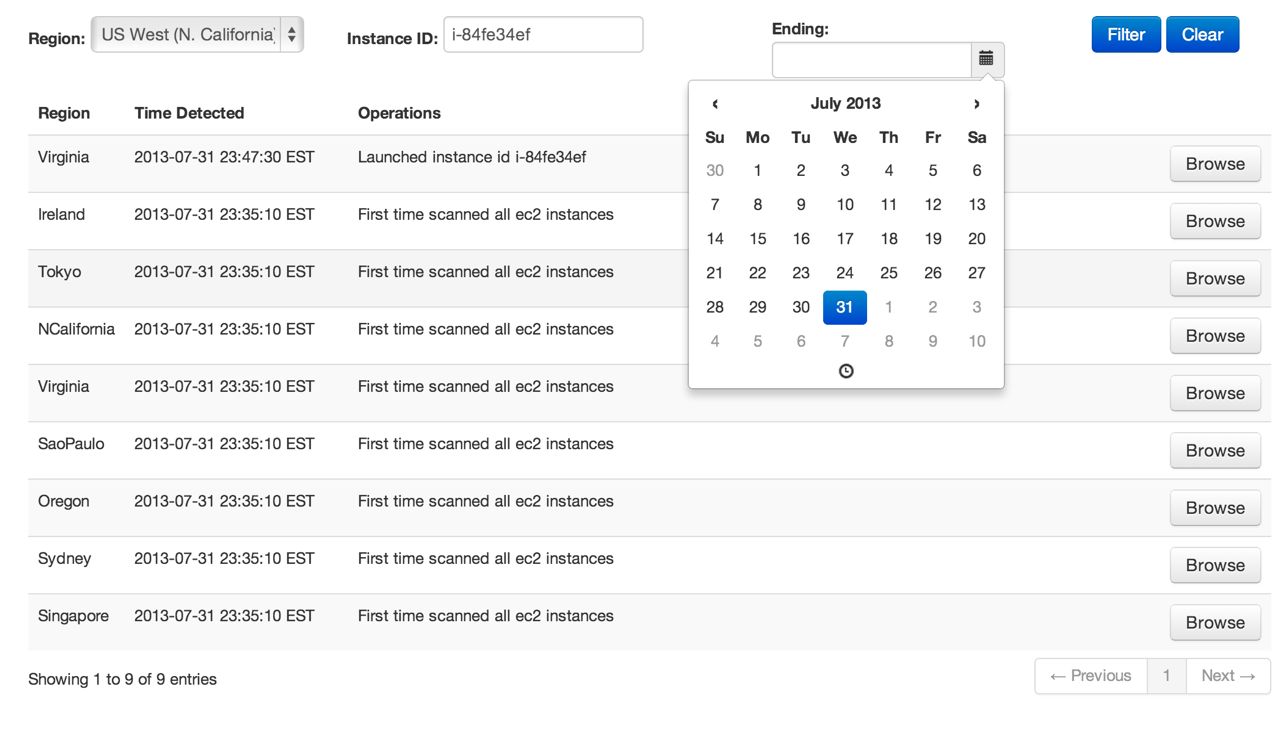 Region: US West (N. California) Instance ID: i-84fe34ef Ending: Filter Clear
Region Time Detected Operations
Virginia 2013-07-31 23:47:30 EST Launched instance id i-84fe34ef Browse
Ireland 2013-07-31 23:35:10 EST First time scanned all ec2 instances Browse
Tokyo 2013-07-31 23:35:10 EST First time scanned all ec2 instances Browse
NCalifornia 2013-07-31 23:35:10 EST First time scanned all ec2 instances Browse
Virginia 2013-07-31 23:35:10 EST First time scanned all ec2 instances Browse
SaoPaulo 2013-07-31 23:35:10 EST First time scanned all ec2 instances Browse
Oregon 2013-07-31 23:35:10 EST First time scanned all ec2 instances Browse
Sydney 2013-07-31 23:35:10 EST First time scanned all ec2 instances Browse
Singapore 2013-07-31 23:35:10 EST First time scanned all ec2 instances Browse
‹ July 2013 ›
Su Mo Tu We Th Fr Sa
30 1 2 3 4 5 6
7 8 9 10 11 12 13
14 15 16 17 18 19 20
21 22 23 24 25 26 27
28 29 30 31 1 2 3
4 5 6 7 8 9 10
Showing 1 to 9 of 9 entries
← Previous 1 Next →